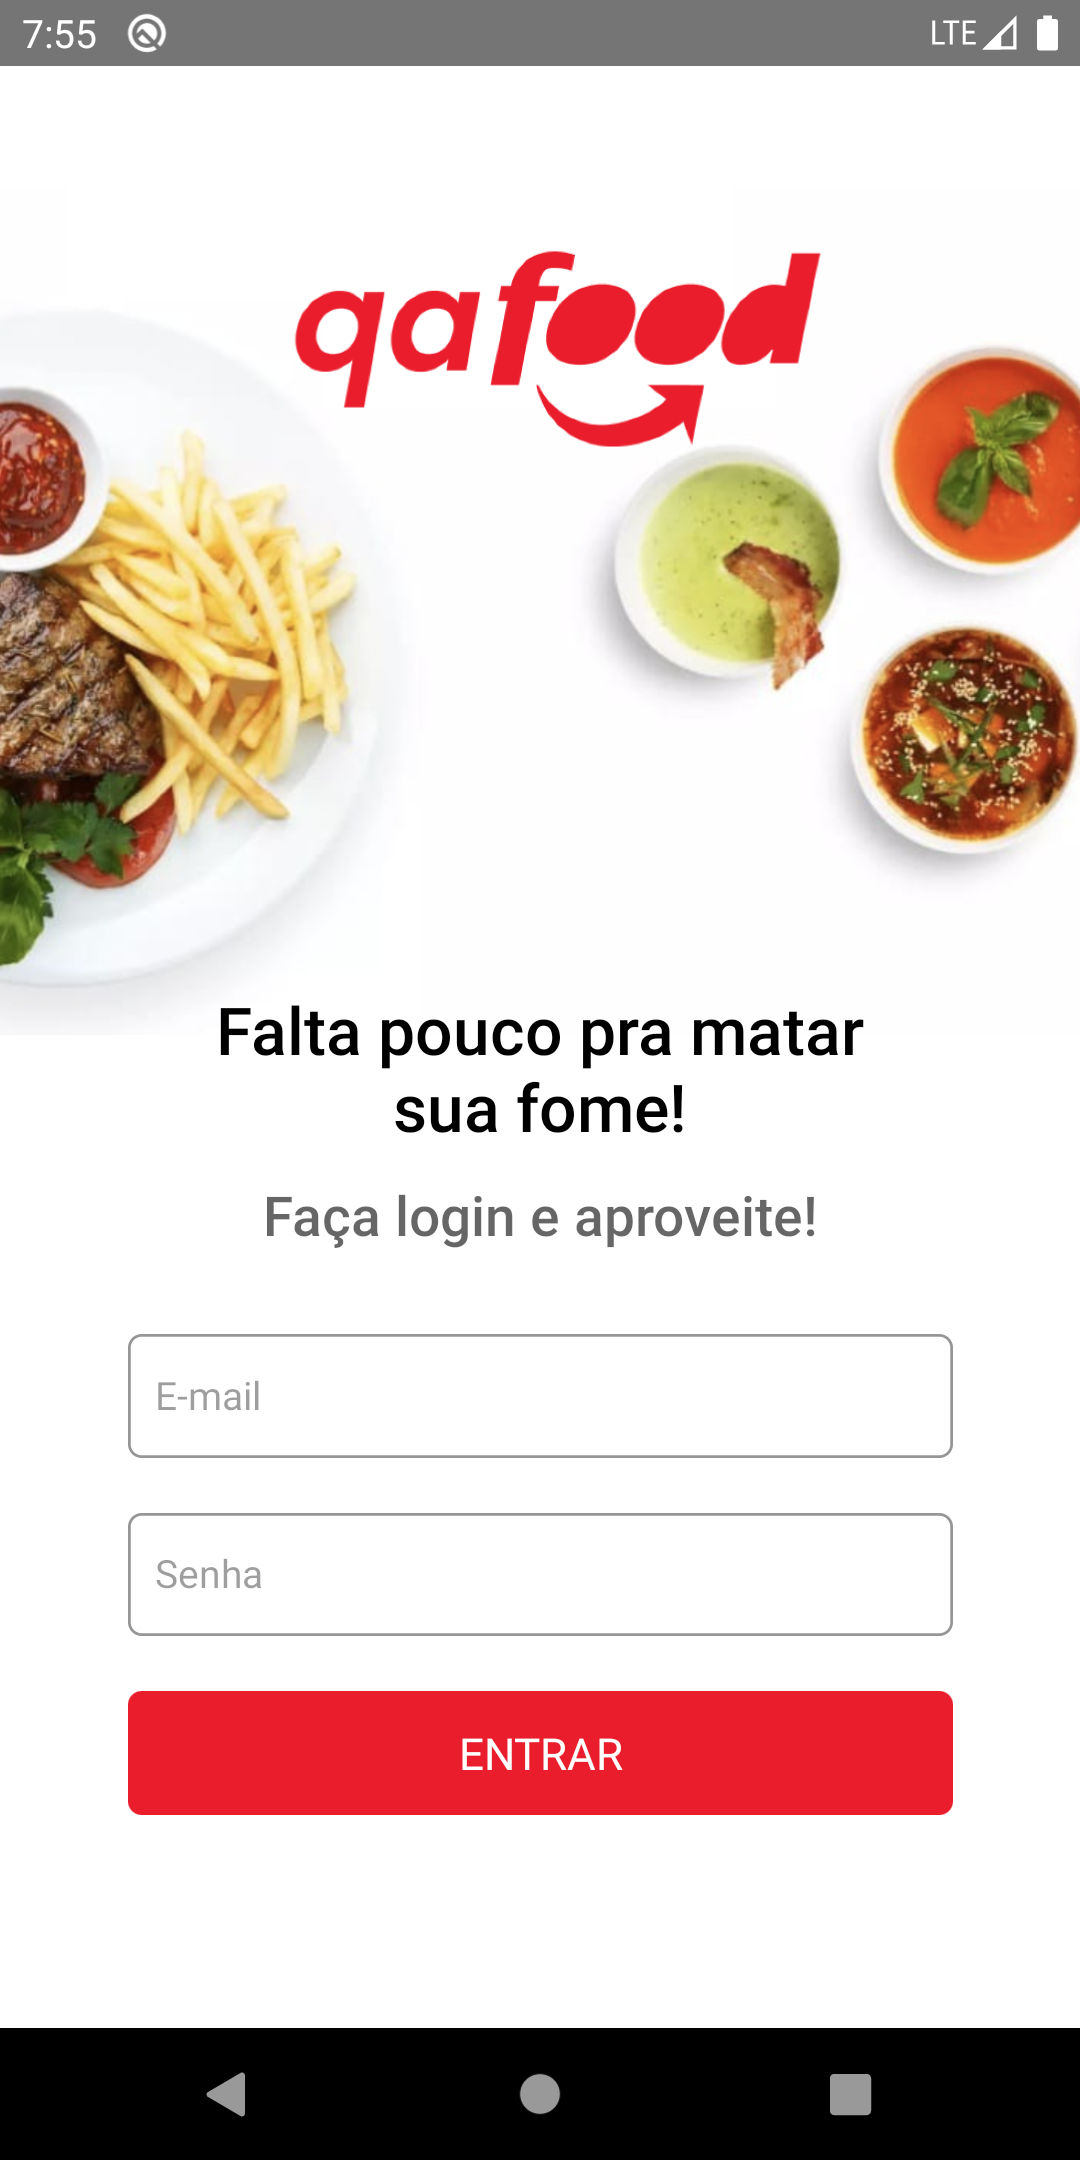 7:55
LTE
qafood
Falta pouco pra matar
sua fome!
Faça login e aproveite!
E-mail
Senha
ENTRAR